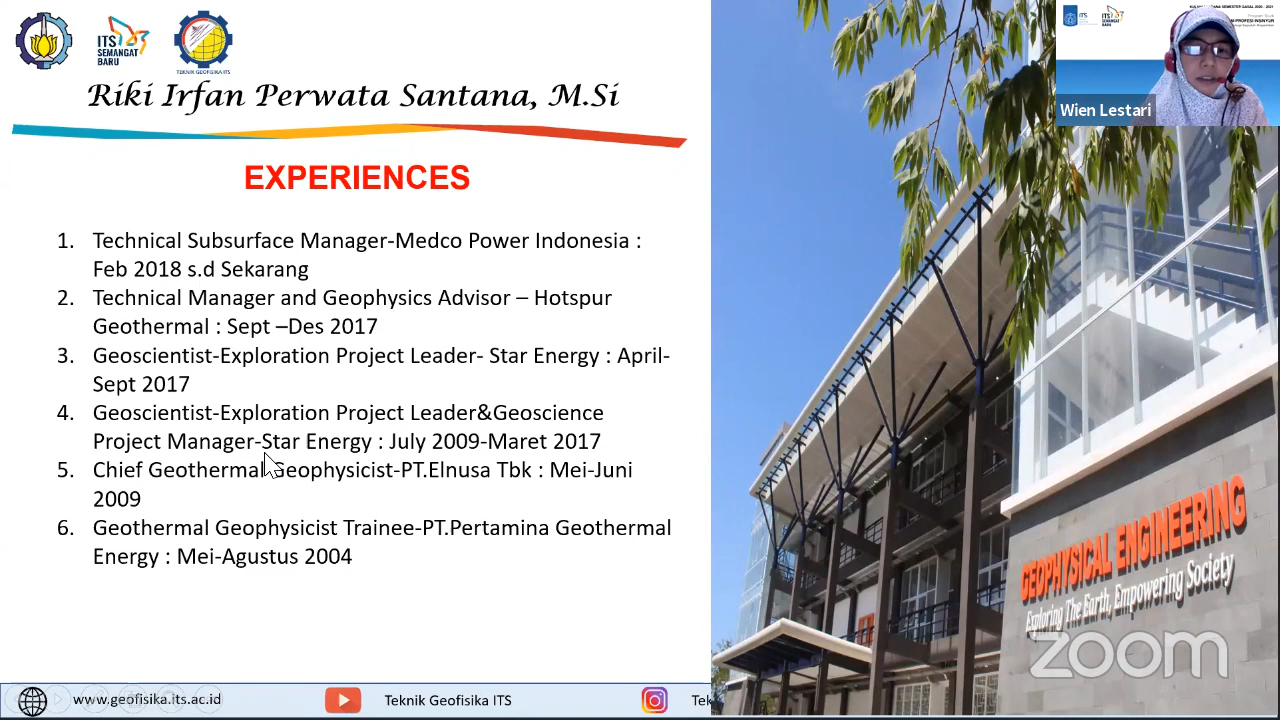 ITS
SEMANGAT
BARU
TEKNIK GEOFISIKA ITS
Riki Irfan Perwata Santana, M.Si
EXPERIENCES
1. Technical Subsurface Manager-Medco Power Indonesia :
Feb 2018 s.d Sekarang
2. Technical Manager and Geophysics Advisor – Hotspur
Geothermal : Sept –Des 2017
3. Geoscientist-Exploration Project Leader- Star Energy : April-
Sept 2017
4. Geoscientist-Exploration Project Leader&Geoscience
Project Manager-Star Energy : July 2009-Maret 2017
5. Chief Geothermal Geophysicist-PT.Elnusa Tbk : Mei-Juni
2009
6. Geothermal Geophysicist Trainee-PT.Pertamina Geothermal
Energy : Mei-Agustus 2004
www.geofisika.its.ac.id
Teknik Geofisika ITS
Tek
Wien Lestari
GEOPHYSICAL ENGINEERING
Exploring The Earth, Empowering Society
zoom